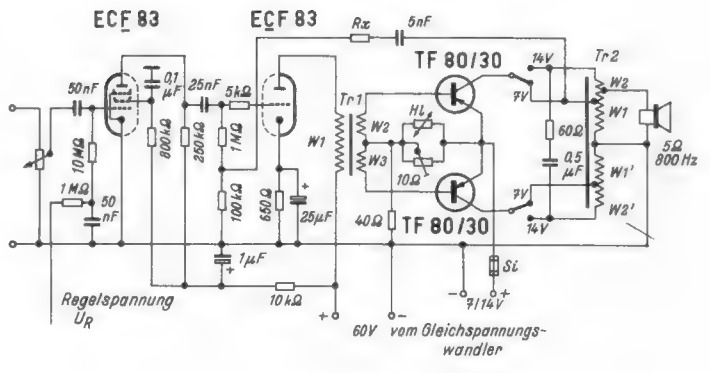 ECF 83
ECF 83
Rx
5nF
TF 80/30
14V
Tr2
50nF
0,1
µF
25nF
5kΩ
Tr1
7V
W2
W1
10MΩ
800kΩ
250kΩ
1MΩ
W1
W2
W3
Hl
10Ω
60Ω
0,5
µF
5Ω
800Hz
1MΩ
50
nF
100kΩ
650Ω
25µF
40Ω
TF 80/30
7V
14V
W1'
W2'
1µF
10kΩ
Si
Regelspannung
UR
+
60V
-
- 7/14V +
vom Gleichspannungs-
wandler